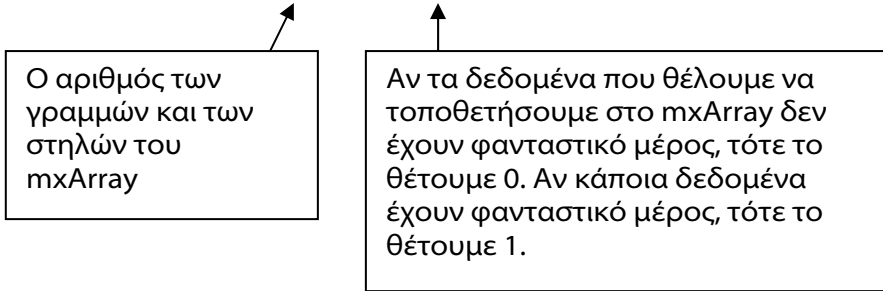 Ο αριθμός των
γραμμών και των
στηλών του
mxArray
Αν τα δεδομένα που θέλουμε να
τοποθετήσουμε στο mxArray δεν
έχουν φανταστικό μέρος, τότε το
θέτουμε 0. Αν κάποια δεδομένα
έχουν φανταστικό μέρος, τότε το
θέτουμε 1.